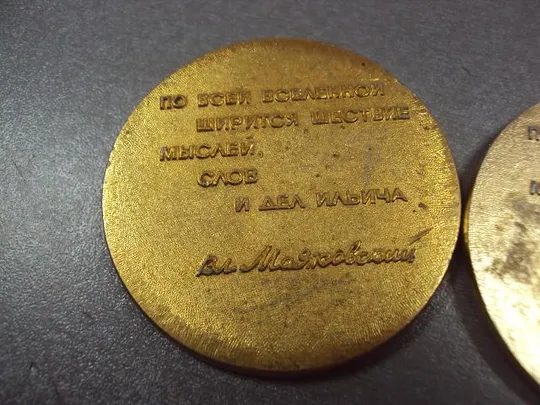 ПО ВСЕЙ ВСЕЛЕННОЙ
ШИРИТСЯ ШЕСТВИЕ –
МЫСЛЕЙ,
СЛОВ
И ДЕЛ ИЛЬИЧА
Вл. Маяковский
П
М